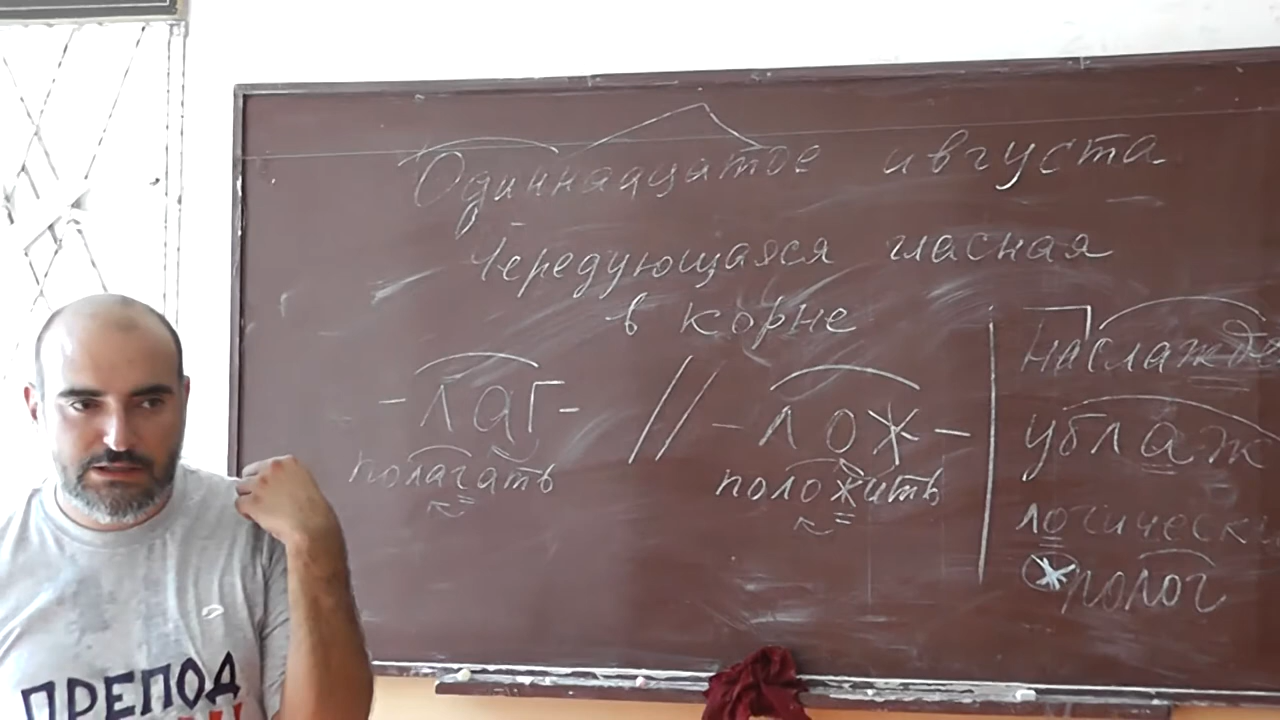 Одиннадцатое августа
Чередующаяся гласная
в корне
-лаг- // -лож-
полагать положить
наслажде
ублаж
логически
*полог
ПРЕПОД